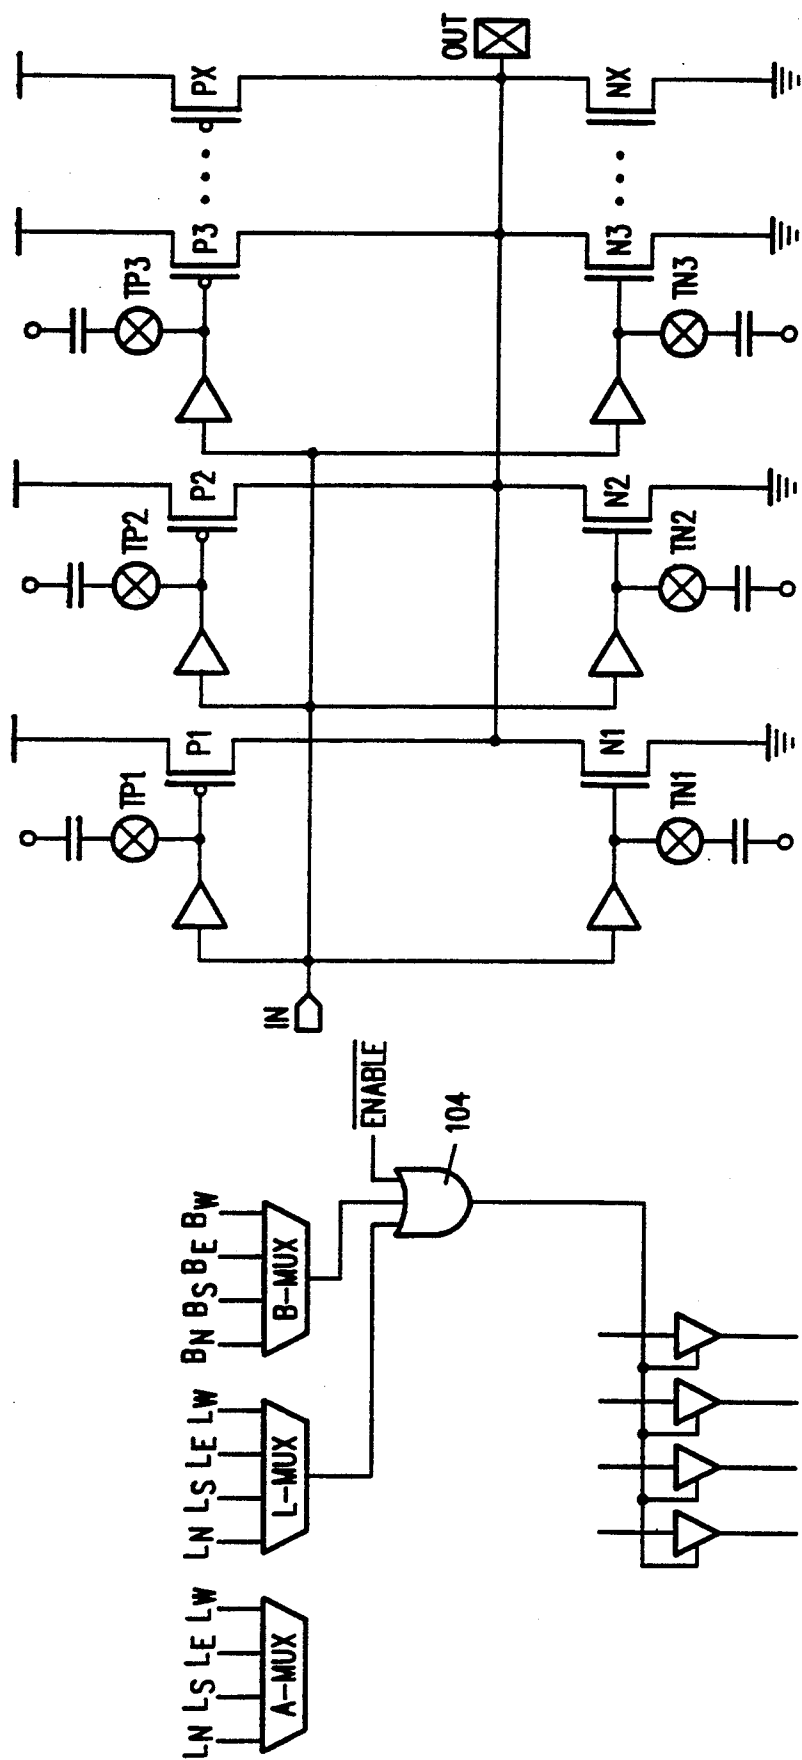 LN LS LE LW
LN LS LE LW
BN BS BE BW
A-MUX
L-MUX
B-MUX
ENABLE
104
TP1
P1
TP2
P2
TP3
P3
• • •
PX
IN
OUT
N1
N2
N3
• • •
NX
TN1
TN2
TN3